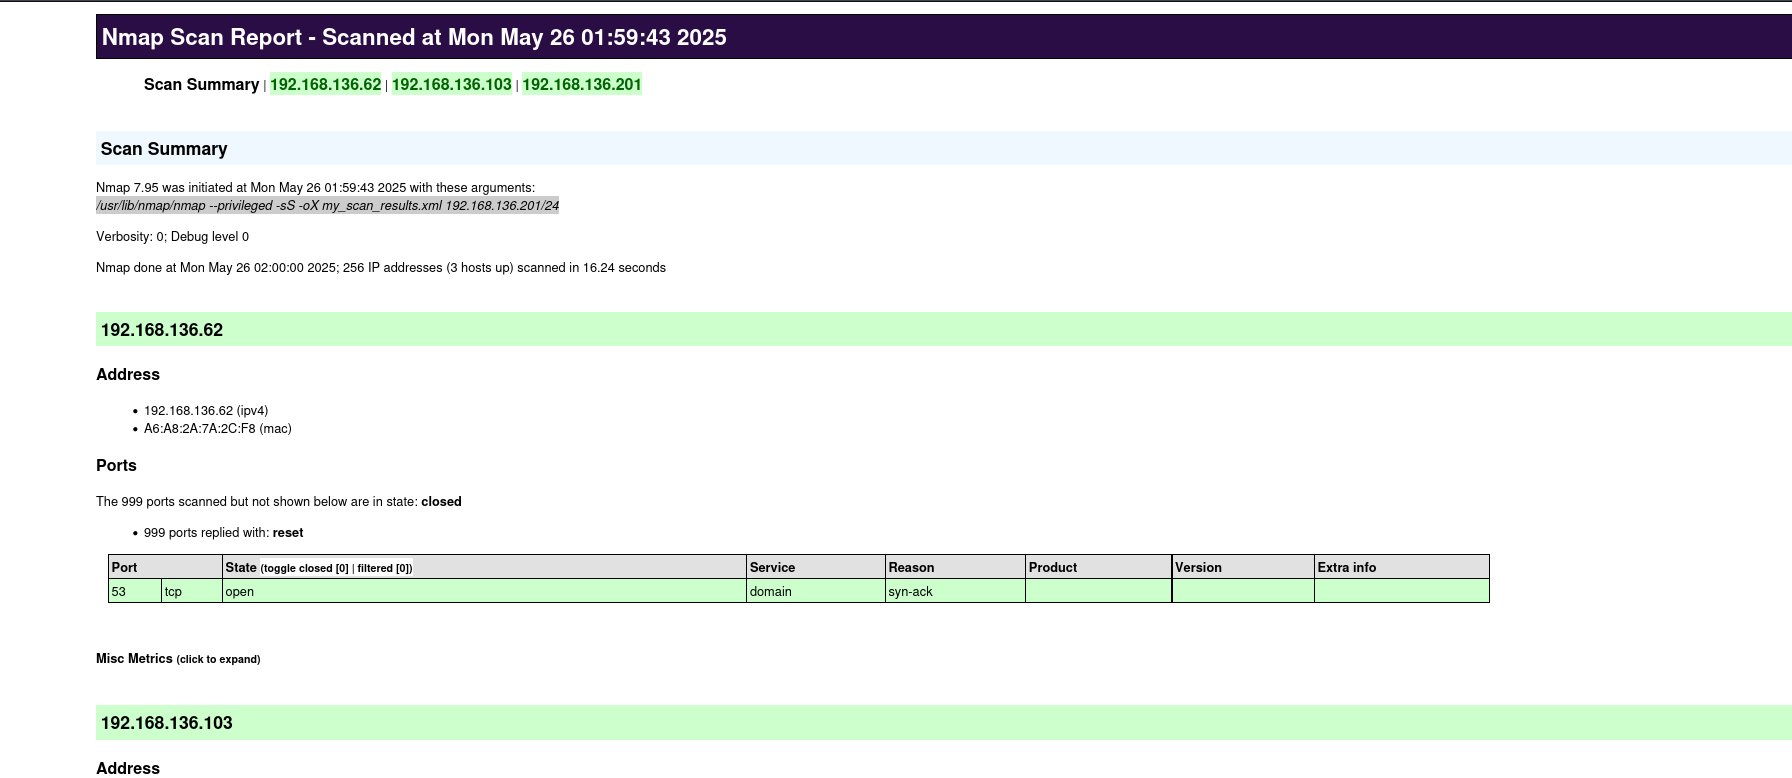 Nmap Scan Report - Scanned at Mon May 26 01:59:43 2025
Scan Summary | 192.168.136.62 | 192.168.136.103 | 192.168.136.201
Scan Summary
Nmap 7.95 was initiated at Mon May 26 01:59:43 2025 with these arguments:
/usr/lib/nmap/nmap --privileged -sS -oX my_scan_results.xml 192.168.136.201/24
Verbosity: 0; Debug level 0
Nmap done at Mon May 26 02:00:00 2025; 256 IP addresses (3 hosts up) scanned in 16.24 seconds
192.168.136.62
Address
• 192.168.136.62 (ipv4)
• A6:A8:2A:7A:2C:F8 (mac)
Ports
The 999 ports scanned but not shown below are in state: closed
• 999 ports replied with: reset
Port State (toggle closed [0] | filtered [0]) Service Reason Product Version Extra info
53 tcp open domain syn-ack
Misc Metrics (click to expand)
192.168.136.103
Address